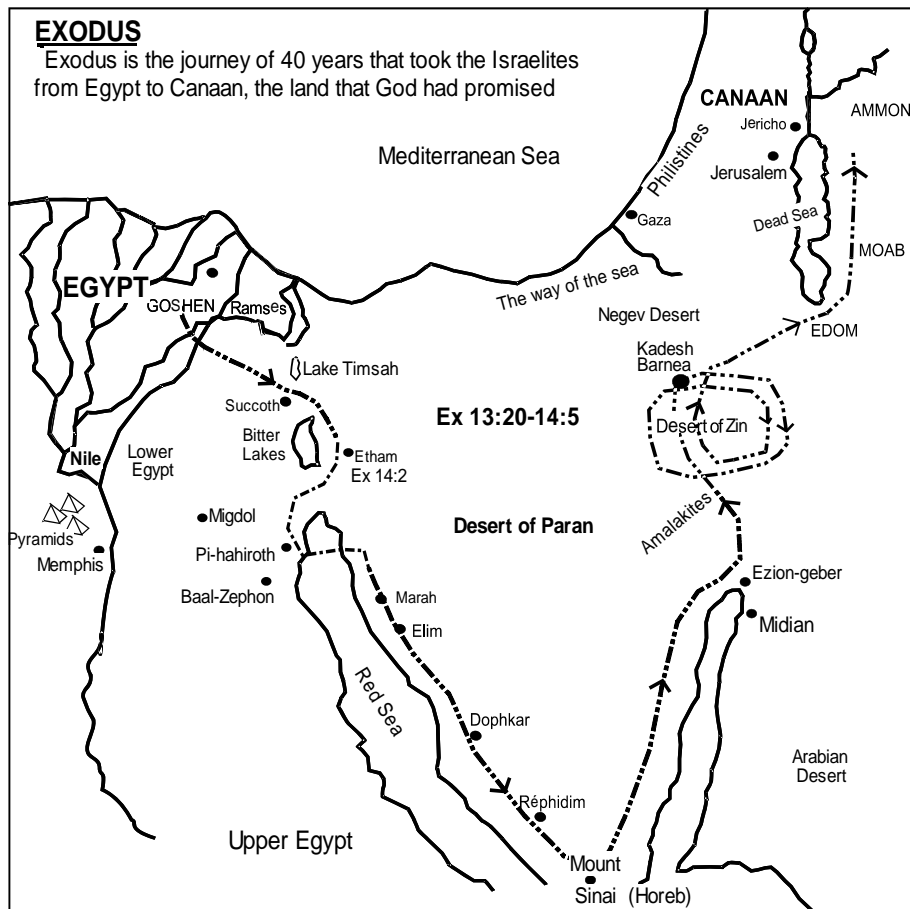 EXODUS
Exodus is the journey of 40 years that took the Israelites
from Egypt to Canaan, the land that God had promised
CANAAN
AMMON
Jericho
Mediterranean Sea
Philistines
Jerusalem
Dead Sea
Gaza
MOAB
EGYPT
The way of the sea
GOSHEN
Ramses
Negev Desert
EDOM
Kadesh
Barnea
Lake Timsah
Succoth
Ex 13:20-14:5
Desert of Zin
Bitter
Lakes
Lower
Egypt
Nile
Etham
Ex 14:2
Amalakites
Migdol
Desert of Paran
Pyramids
Memphis
Pi-hahiroth
Baal-Zephon
Ezion-geber
Marah
Midian
Elim
Red Sea
Dophkar
Arabian
Desert
Réphidim
Upper Egypt
Mount
Sinai (Horeb)